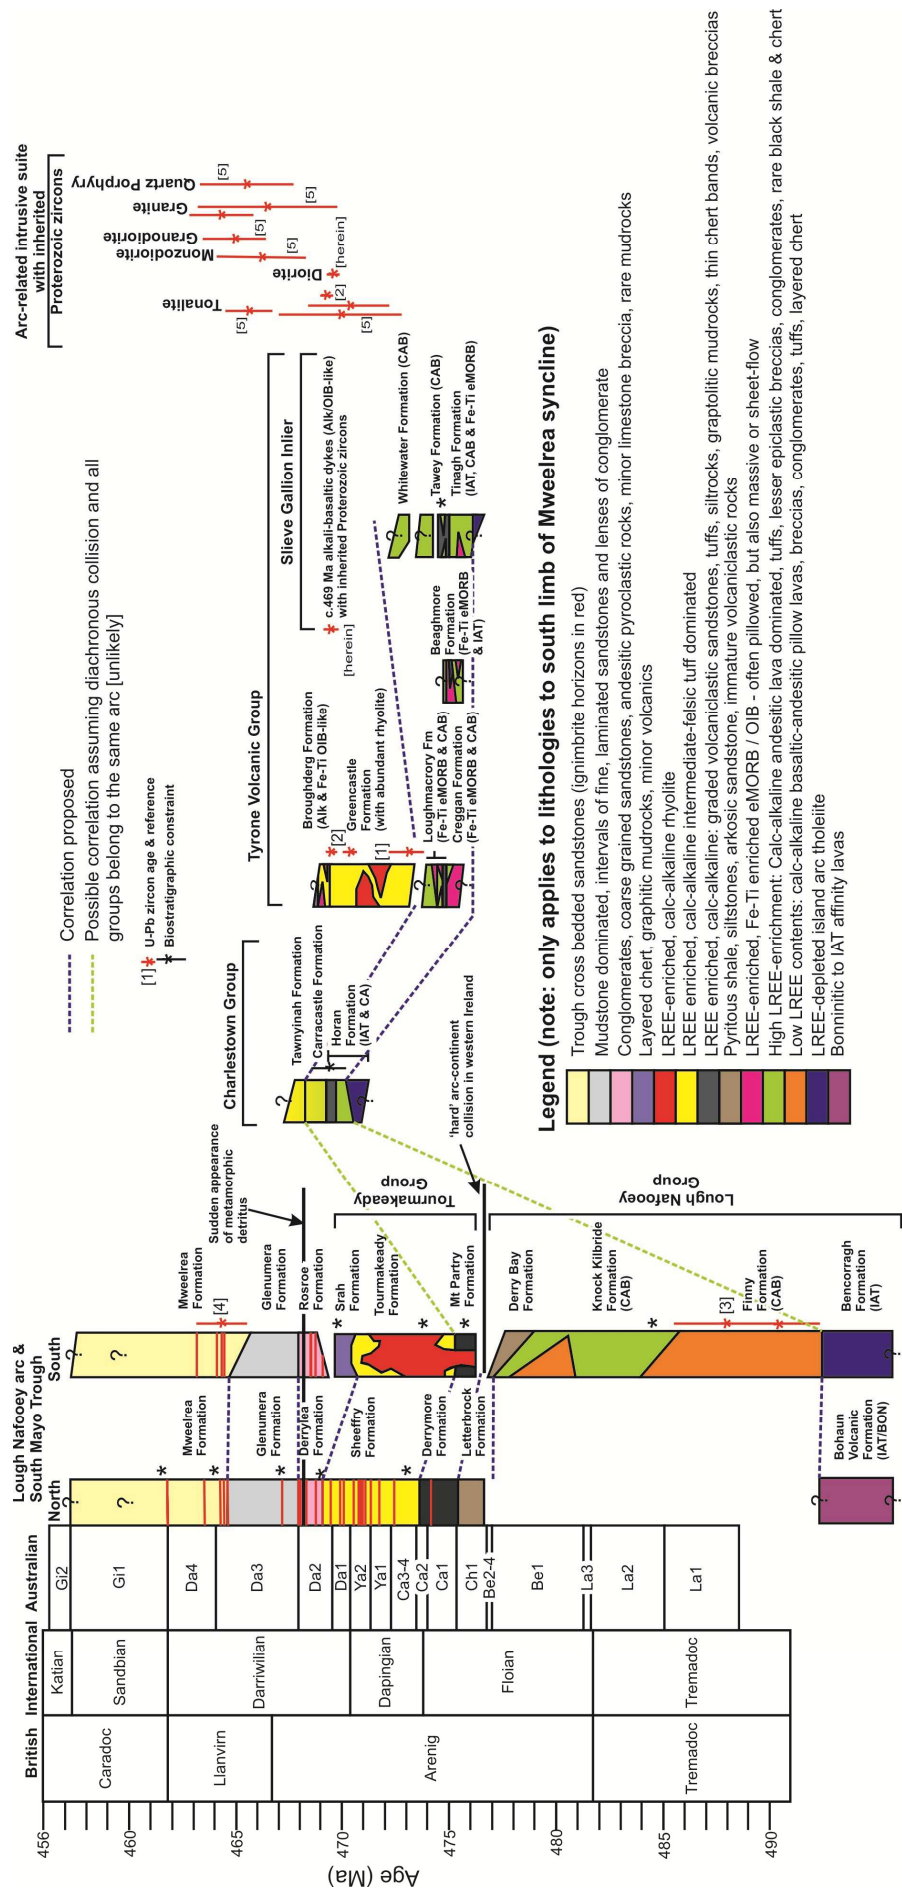 Age (Ma)
456
460
465
470
475
480
485
490
British
Caradoc
Llanvirn
Arenig
Tremadoc
International
Katian
Sandbian
Darriwilian
Dapingian
Floian
Tremadoc
Australian
Gi2
Gi1
Da4
Da3
Da2
Da1
Ya2
Ya1
Ca3-4
Ca2
Ca1
Ch1
Be2-4
Be1
La3
La2
La1
Lough Nafooey arc &
South Mayo Trough
North
?
?
Mweelrea
Formation
Glenumera
Formation
Derrylea
Formation
Sheeffry
Formation
Derrymore
Formation
Letterbrock
Formation
?
?
Bohaun
Volcanic
Formation
(IAT/BON)
South
?
Mweelrea
Formation
[4]
Glenumera
Formation
Rosroe
Formation
Srah
Formation
Tourmakeady
Formation
Mt Partry
Formation
Derry Bay
Formation
Knock Kilbride
Formation
(CAB)
[3]
Finny
Formation
(CAB)
Bencorragh
Formation
(IAT)
?
Sudden appearance
of metamorphic
detritus
Tourmakeady
Group
'hard' arc-continent
collision in western Ireland
Lough Nafooey
Group
Correlation proposed
Possible correlation assuming diachronous collision and all
groups belong to the same arc [unlikely]
[1] U-Pb zircon age & reference
Biostratigraphic constraint
Charlestown Group
?
?
Tawnyinah Formation
Carracastle Formation
Horan
Formation
(IAT & CA)
Tyrone Volcanic Group
?
?
?
Broughderg Formation
(Alk & Fe-Ti OIB-like)
[2]
Greencastle
Formation
(with abundant rhyolite)
[1]
Loughmacrory Fm
(Fe-Ti eMORB & CAB)
Creggan Formation
(Fe-Ti eMORB & CAB)
Slieve Gallion Inlier
c.469 Ma alkali-basaltic dykes (Alk/OIB-like)
with inherited Proterozoic zircons
[herein]
?
?
Beaghmore
Formation
(Fe-Ti eMORB
& IAT)
?
?
?
Whitewater Formation (CAB)
Tawey Formation (CAB)
Tinagh Formation
(IAT, CAB & Fe-Ti eMORB)
Arc-related intrusive suite
with inherited
Proterozoic zircons
Tonalite
[5]
[2]
[5]
Diorite
[herein]
Monzodiorite
[5]
Granodiorite
[5]
Granite
[5]
Quartz Porphyry
[5]
Legend (note: only applies to lithologies to south limb of Mweelrea syncline)
Trough cross bedded sandstones (ignimbrite horizons in red)
Mudstone dominated, intervals of fine, laminated sandstones and lenses of conglomerate
Conglomerates, coarse grained sandstones, andesitic pyroclastic rocks, minor limestone breccia, rare mudrocks
Layered chert, graphitic mudrocks, minor volcanics
LREE-enriched, calc-alkaline rhyolite
LREE enriched, calc-alkaline intermediate-felsic tuff dominated
LREE enriched, calc-alkaline: graded volcaniclastic sandstones, tuffs, siltrocks, graptolitic mudrocks, thin chert bands, volcanic breccias
Pyritous shale, siltstones, arkosic sandstone, immature volcaniclastic rocks
LREE-enriched, Fe-Ti enriched eMORB / OIB - often pillowed, but also massive or sheet-flow
High LREE-enrichment: Calc-alkaline andesitic lava dominated, tuffs, lesser epiclastic breccias, conglomerates, rare black shale & chert
Low LREE contents: calc-alkaline basaltic-andesitic pillow lavas, breccias, conglomerates, tuffs, layered chert
LREE-depleted island arc tholeiite
Bonninitic to IAT affinity lavas